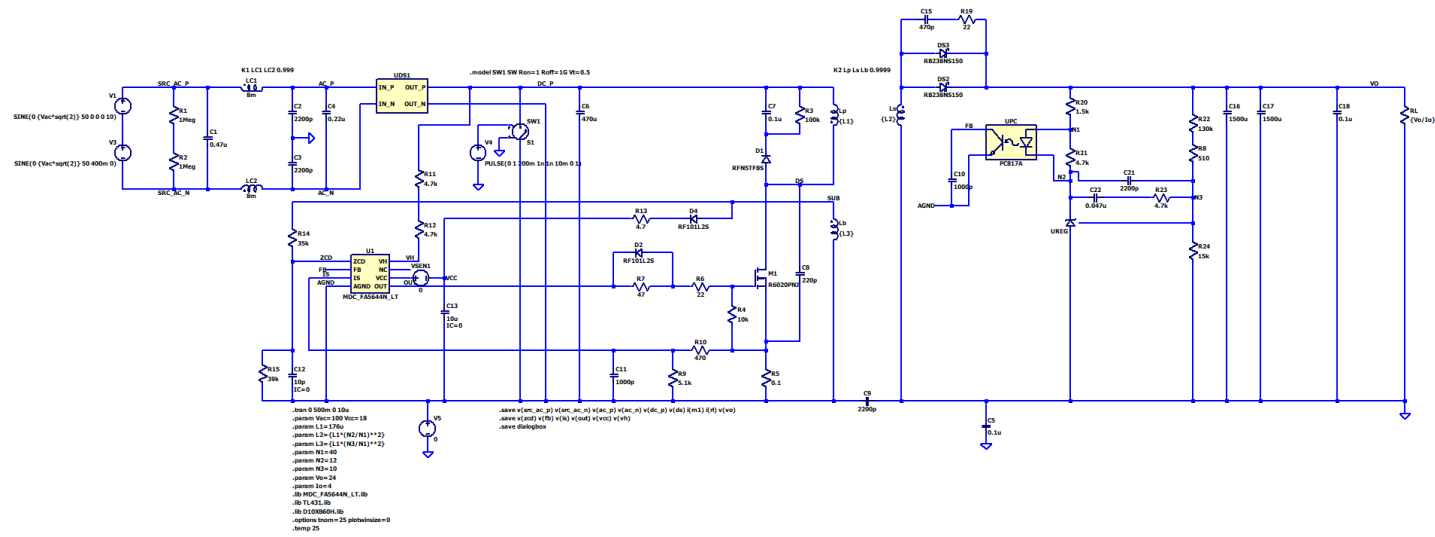 C15
470p
R19
22
DS3
RB238NS150
DS2
RB238NS150
K1 LC1 LC2 0.999
.model SW1 SW Ron=1 Roff=1G Vt=0.5
K2 Lp Ls Lb 0.9999
SRC_AC_P
LC1
8m
AC_P
UDS1
IN_P
OUT_P
IN_N
OUT_N
DC_P
VO
V1
SINE(0 {Vac*sqrt(2)} 50 0 0 0 10)
V3
SINE(0 {Vac*sqrt(2)} 50 400m 0)
R1
1Meg
R2
1Meg
C1
0.47u
C2
2200p
C4
0.22u
C3
2200p
SRC_AC_N
LC2
8m
AC_N
R11
4.7k
R12
4.7k
V4
PULSE(0 1 200m 1n 1n 10m 0 1)
SW1
S1
C6
470u
C7
0.1u
R3
100k
Lp
{L1}
D1
RFN5TF8S
DS
Ls
{L2}
SUB
Lb
{L3}
FB
UPC
PC817A
C10
1000p
AGND
R20
1.5k
N1
R21
4.7k
N2
R22
130k
R8
510
C21
2200p
C22
0.047u
R23
4.7k
N3
UREG
R24
15k
C16
1500u
C17
1500u
C18
0.1u
RL
{Vo/Io}
R14
35k
ZCD
FB
IS
AGND
U1
ZCD VH
FB NC
IS VCC
AGND OUT
MDC_FA5644N_LT
VH
VSEN1
0
VCC
OUT
R13
4.7
D4
RF101L2S
D2
RF101L2S
R7
47
R6
22
M1
R6020PNJ
C8
220p
R4
10k
C13
10u
IC=0
R10
470
R15
39k
C12
10p
IC=0
C11
1000p
R9
5.1k
R5
0.1
C9
2200p
C5
0.1u
V5
0
.tran 0 500m 0 10u
.param Vac=100 Vcc=18
.param L1=176u
.param L2={L1*(N2/N1)**2}
.param L3={L1*(N3/N1)**2}
.param N1=40
.param N2=12
.param N3=10
.param Vo=24
.param Io=4
.lib MDC_FA5644N_LT.lib
.lib TL431.lib
.lib D10XB60H.lib
.options tnom=25 plotwinsize=0
.temp 25
.save v(src_ac_p) v(src_ac_n) v(ac_p) v(ac_n) v(dc_p) v(ds) i(m1) i(rl) v(vo)
.save v(zcd) v(fb) v(is) v(out) v(vcc) v(vh)
.save dialogbox